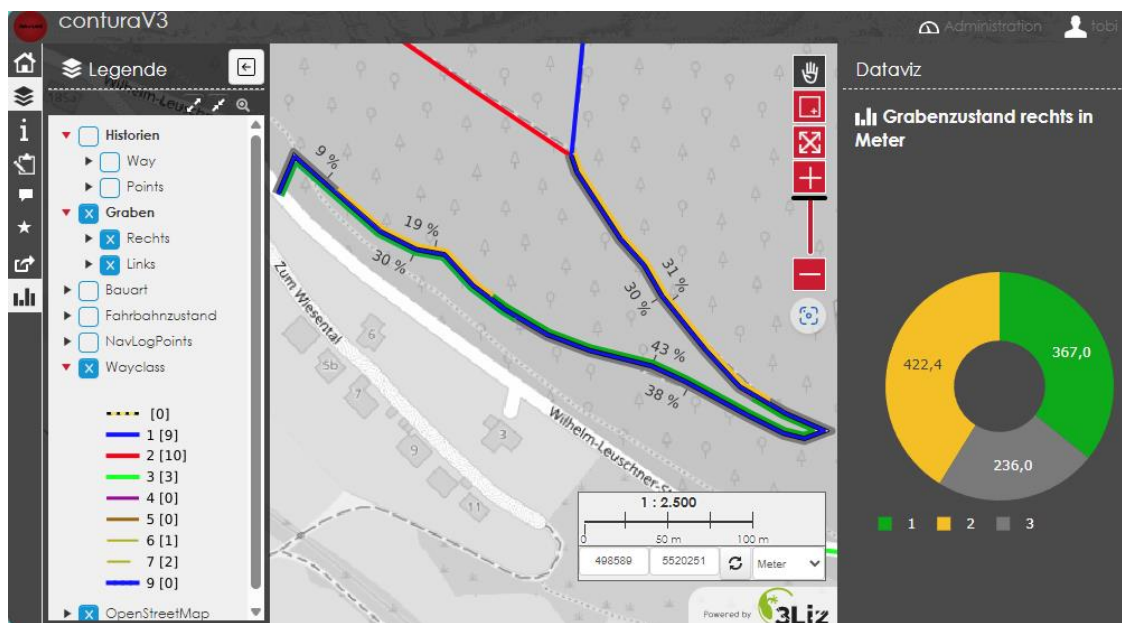 conturaV3
Administration
tobi
Legende
Historien
Way
Points
Graben
Rechts
Links
Bauart
Fahrbahnzustand
NavLogPoints
Wayclass
[0]
1 [9]
2 [10]
3 [3]
4 [0]
5 [0]
6 [1]
7 [2]
9 [0]
OpenStreetMap
9 %
19 %
30 %
31 %
30 %
43 %
38 %
Zum Wiesental
6
5b
7
3
9
11
Wilhelm-Leuschner-S
1 : 2.500
0 50 m 100 m
498589 5520251 Meter
Powered by 3Liz
Dataviz
Grabenzustand rechts in
Meter
367,0
422,4
236,0
1 2 3